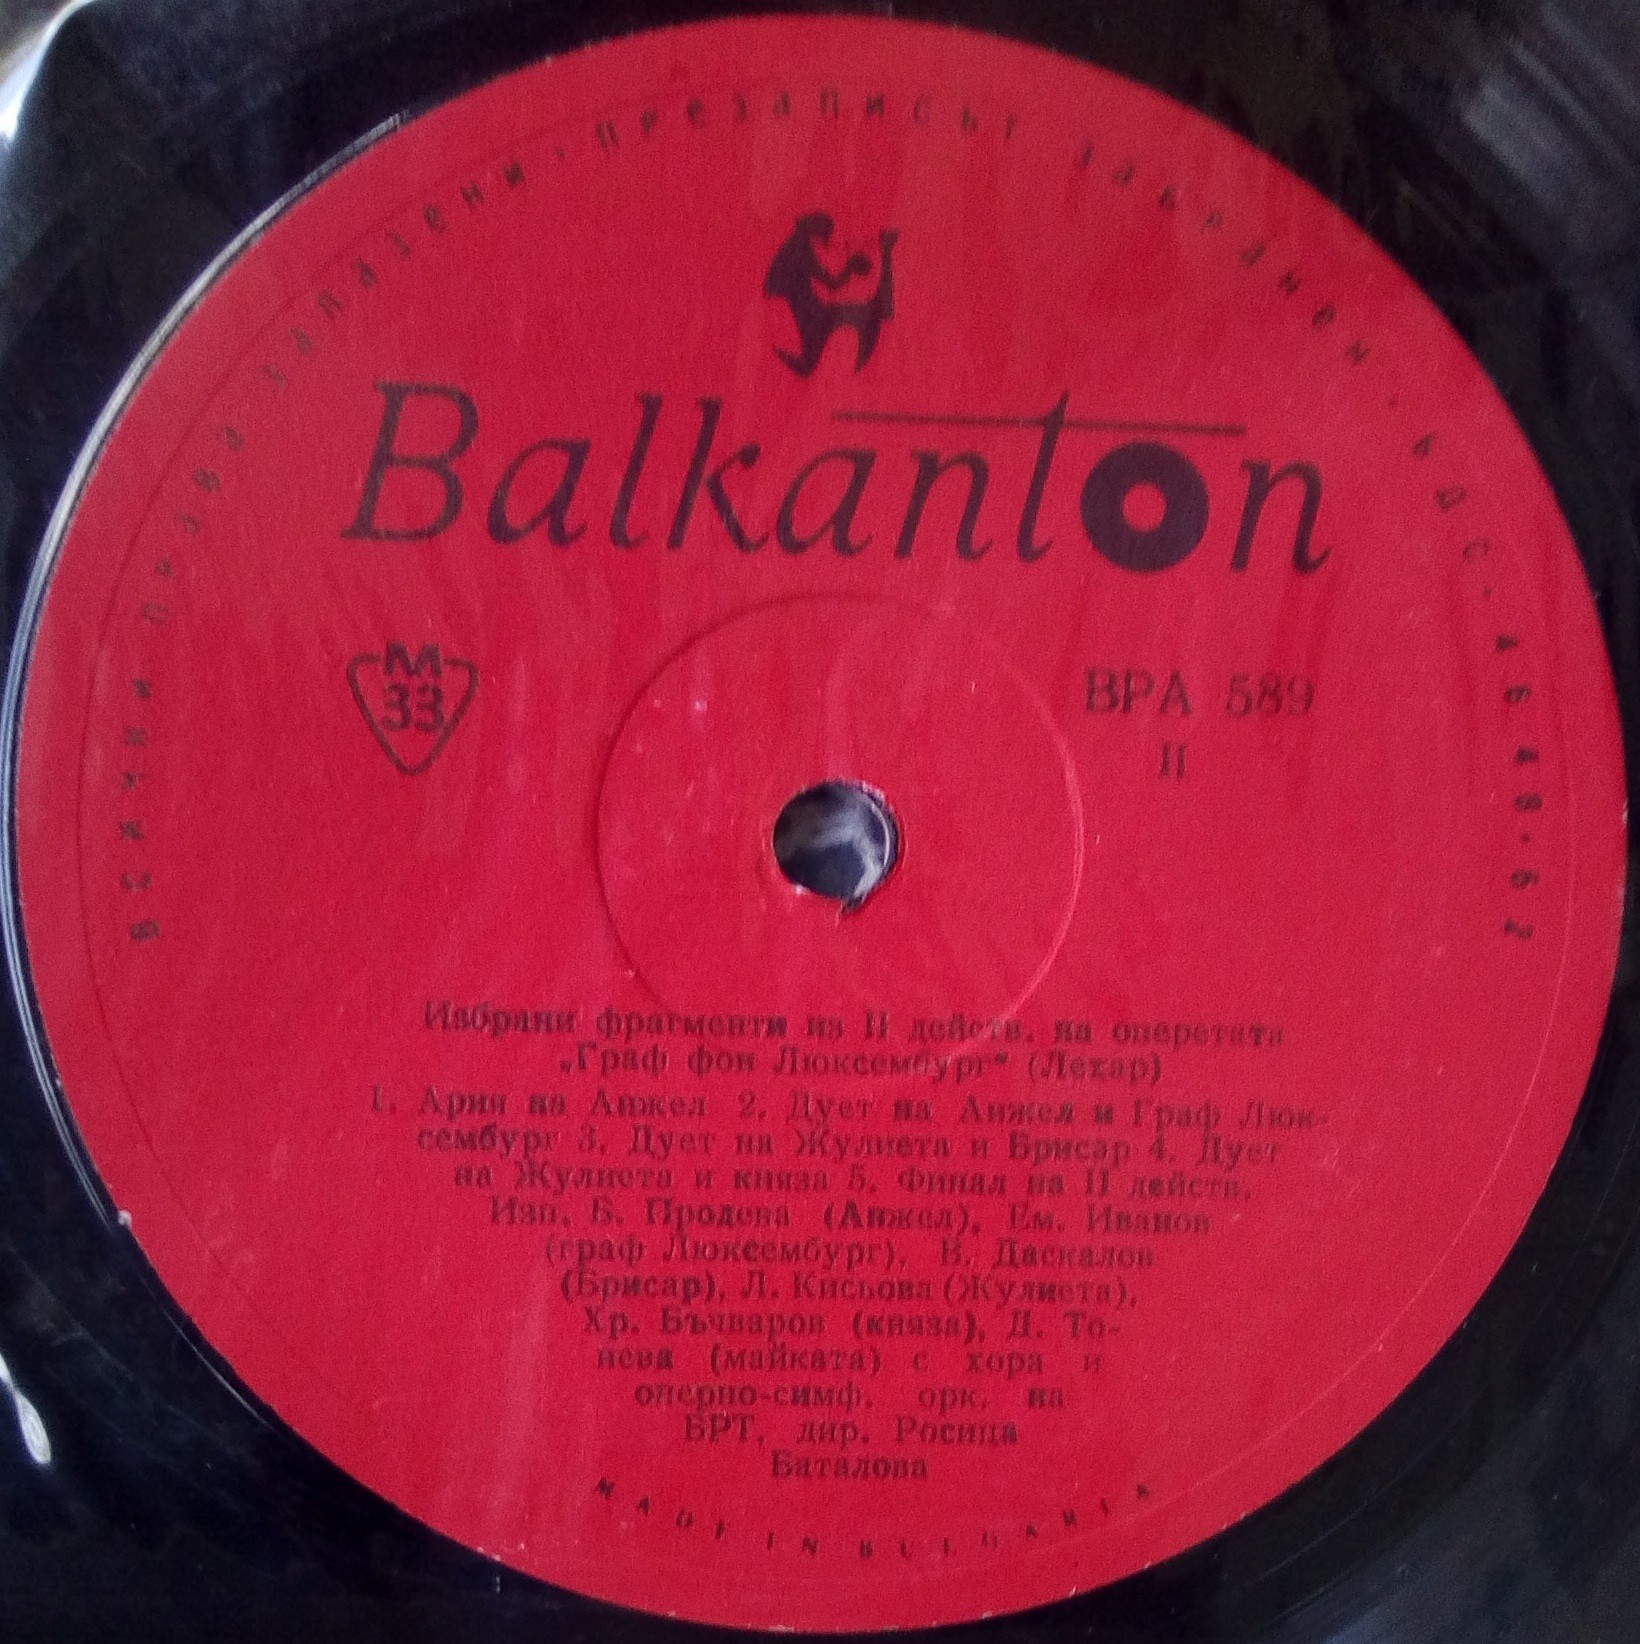 ВСИЧКИ ПРАВА ЗАПАЗЕНИ · ПРЕЗАПИСЪТ ЗАБРАНЕН · БДС · 4648·62
Balkanton
М
33
ВРА 589
II
Избрани фрагменти из II действ. на оперетата
„Граф фон Люксембург“ (Лехар)
1. Ария на Анжел 2. Дует на Анжел и Граф Люк-
сембург 3. Дует на Жулиета и Брисар 4. Дует
на Жулиета и княза 5. Финал на II действ.
Изп. Б. Продева (Анжел), Ем. Иванов
(граф Люксембург), В. Даскалов
(Брисар), Л. Кисьова (Жулиета),
Хр. Бъчваров (княза), Д. То-
нева (майката) с хора и
оперно-симф. орк. на
БРТ, дир. Росица
Баталова
MADE IN BULGARIA